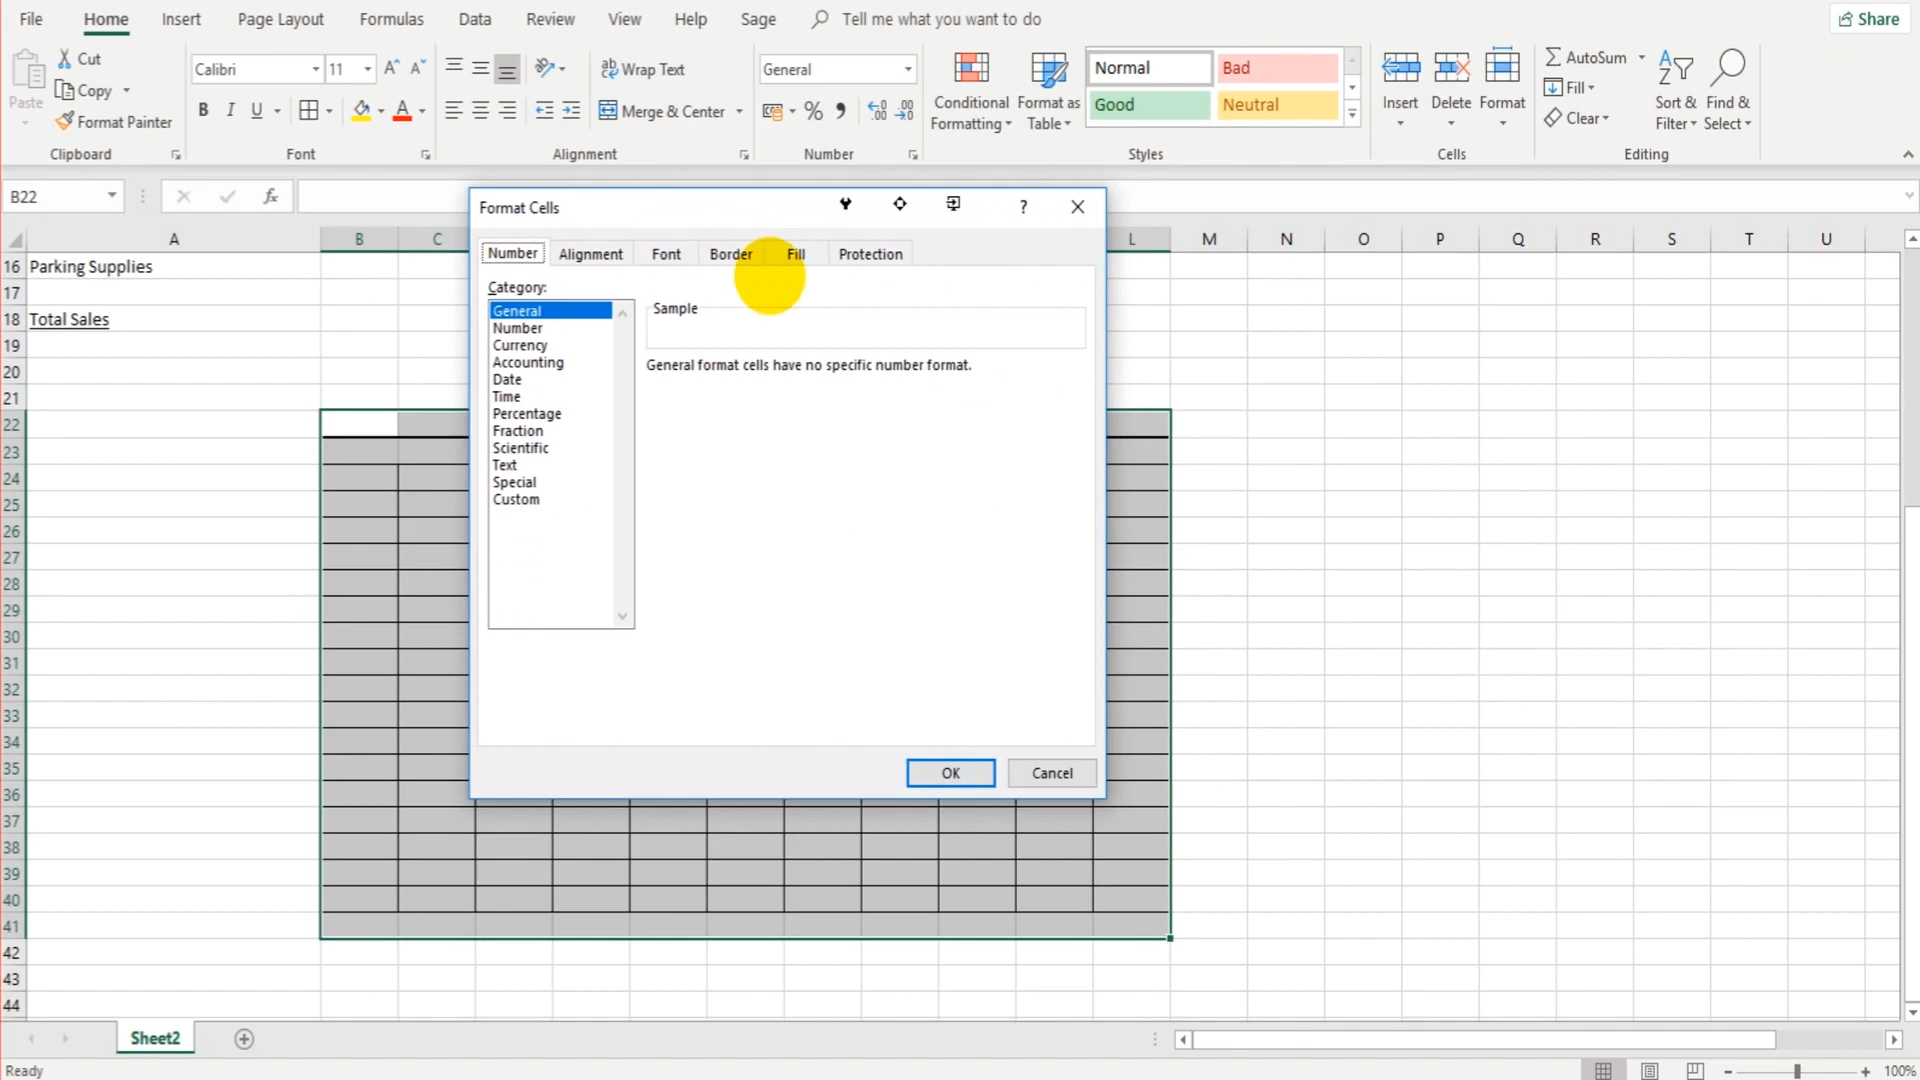 File Home Insert Page Layout Formulas Data Review View Help Sage Tell me what you want to do Share
Paste Cut Copy Format Painter Clipboard
Calibri 11 B I U A Font
Wrap Text Merge & Center Alignment
General % Number
Conditional Formatting Format as Table Normal Bad Good Neutral Styles
Insert Delete Format Cells
AutoSum Fill Clear Sort & Filter Find & Select Editing
B22 fx
Format Cells ?
A B C L M N O P Q R S T U
Number Alignment Font Border Fill Protection
Category:
General
Number
Currency
Accounting
Date
Time
Percentage
Fraction
Scientific
Text
Special
Custom
Sample
General format cells have no specific number format.
OK Cancel
16 Parking Supplies
17
18 Total Sales
19
20
21
22
23
24
25
26
27
28
29
30
31
32
33
34
35
36
37
38
39
40
41
42
43
44
Sheet2
Ready 100%